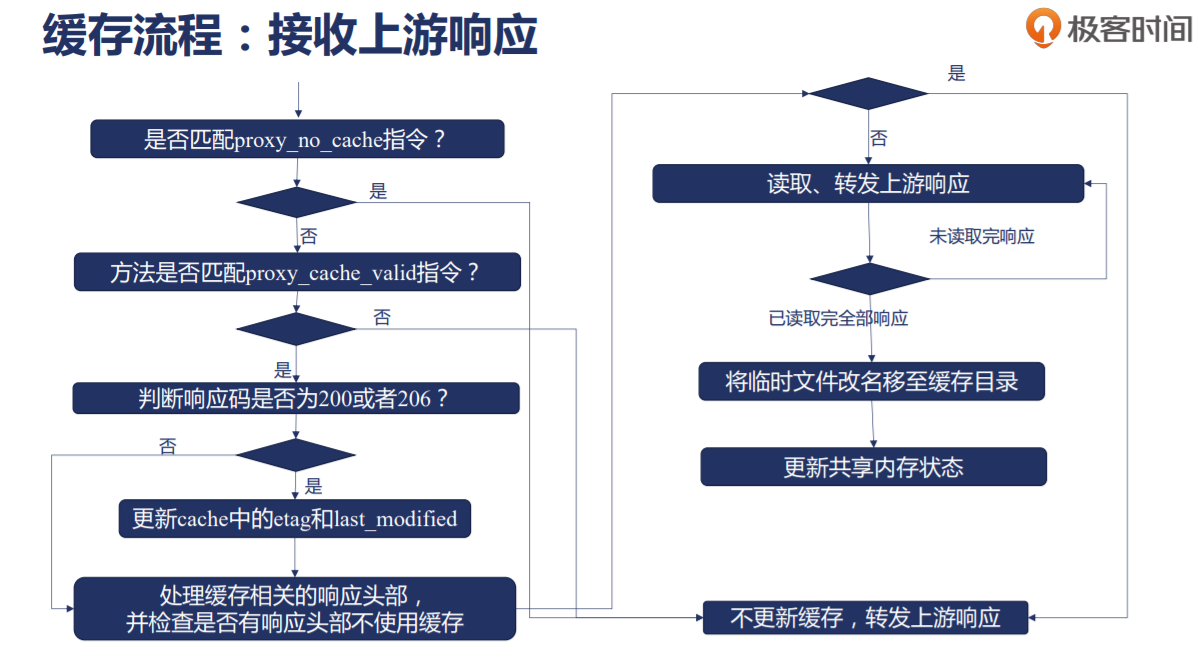 缓存流程：接收上游响应
极客时间
是否匹配proxy_no_cache指令？
是
否
方法是否匹配proxy_cache_valid指令？
否
是
判断响应码是否为200或者206？
否
是
更新cache中的etag和last_modified
处理缓存相关的响应头部，
并检查是否有响应头部不使用缓存
是
否
读取、转发上游响应
未读取完响应
已读取完全部响应
将临时文件改名移至缓存目录
更新共享内存状态
不更新缓存，转发上游响应